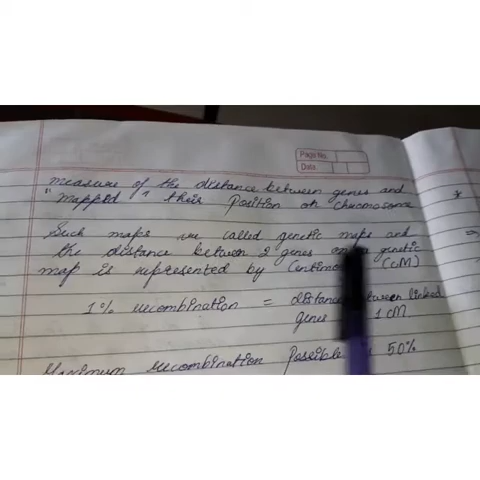 Page No.
Date
measure of the distance between genes and
"mapped" their position on chromosome
Such maps are called genetic maps and
the distance between 2 genes on a genetic
map is represented by Centimo (cM)
1% recombination = distance between linked
genes 1 cM
Maximum recombination possible 50%